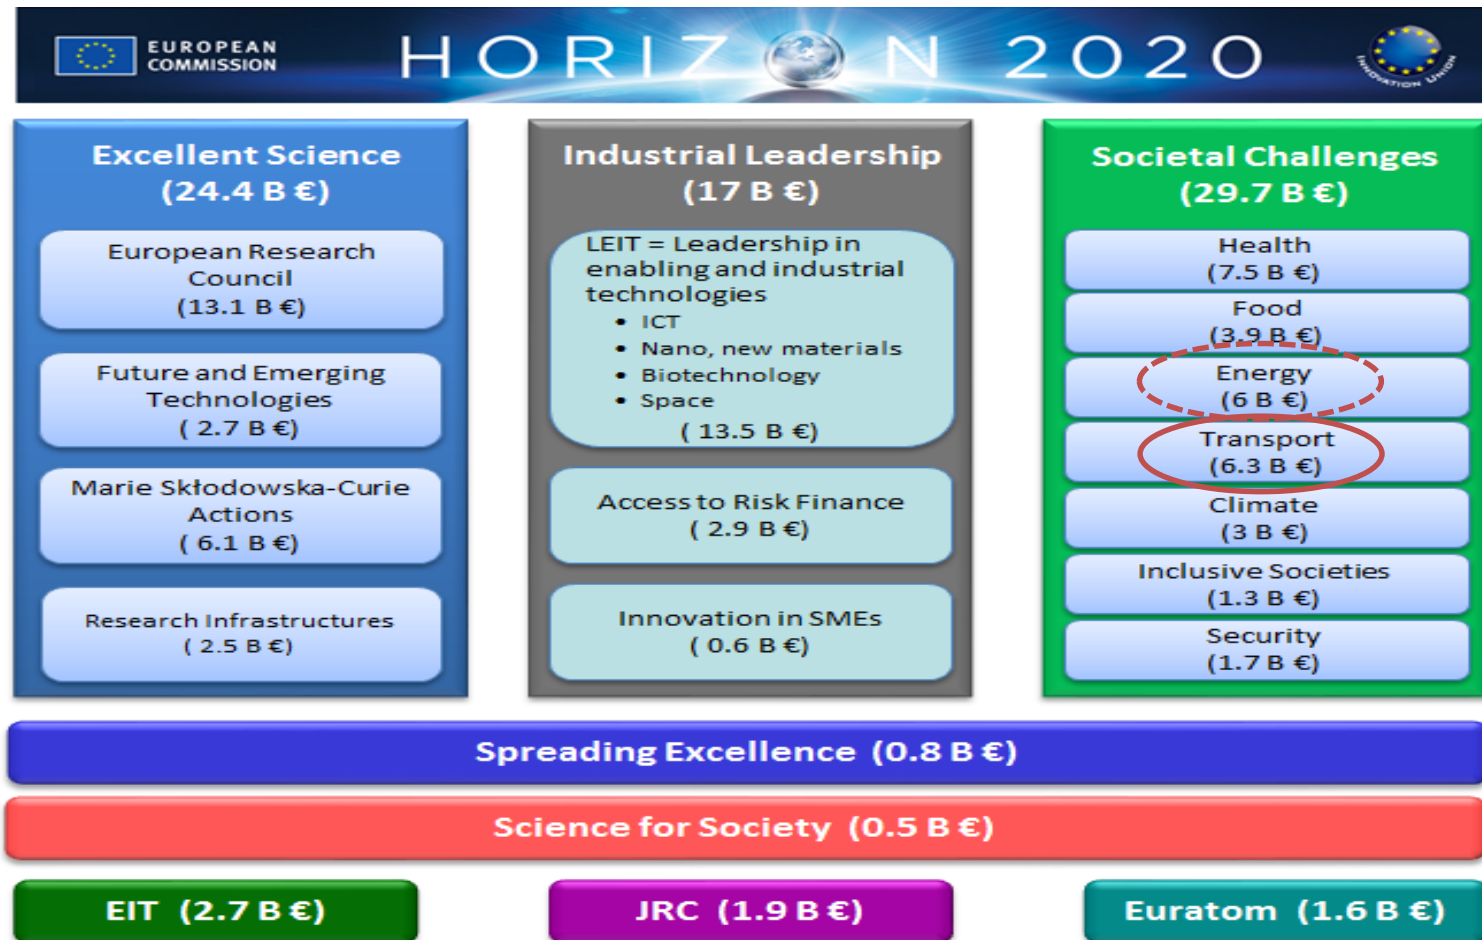 EUROPEAN
COMMISSION
HORIZON 2020
INNOVATION UNION
Excellent Science
(24.4 B €)
European Research
Council
(13.1 B €)
Future and Emerging
Technologies
( 2.7 B €)
Marie Skłodowska-Curie
Actions
( 6.1 B €)
Research Infrastructures
( 2.5 B €)
Industrial Leadership
(17 B €)
LEIT = Leadership in
enabling and industrial
technologies
• ICT
• Nano, new materials
• Biotechnology
• Space
( 13.5 B €)
Access to Risk Finance
( 2.9 B €)
Innovation in SMEs
( 0.6 B €)
Societal Challenges
(29.7 B €)
Health
(7.5 B €)
Food
(3.9 B €)
Energy
(6 B €)
Transport
(6.3 B €)
Climate
(3 B €)
Inclusive Societies
(1.3 B €)
Security
(1.7 B €)
Spreading Excellence (0.8 B €)
Science for Society (0.5 B €)
EIT (2.7 B €)
JRC (1.9 B €)
Euratom (1.6 B €)